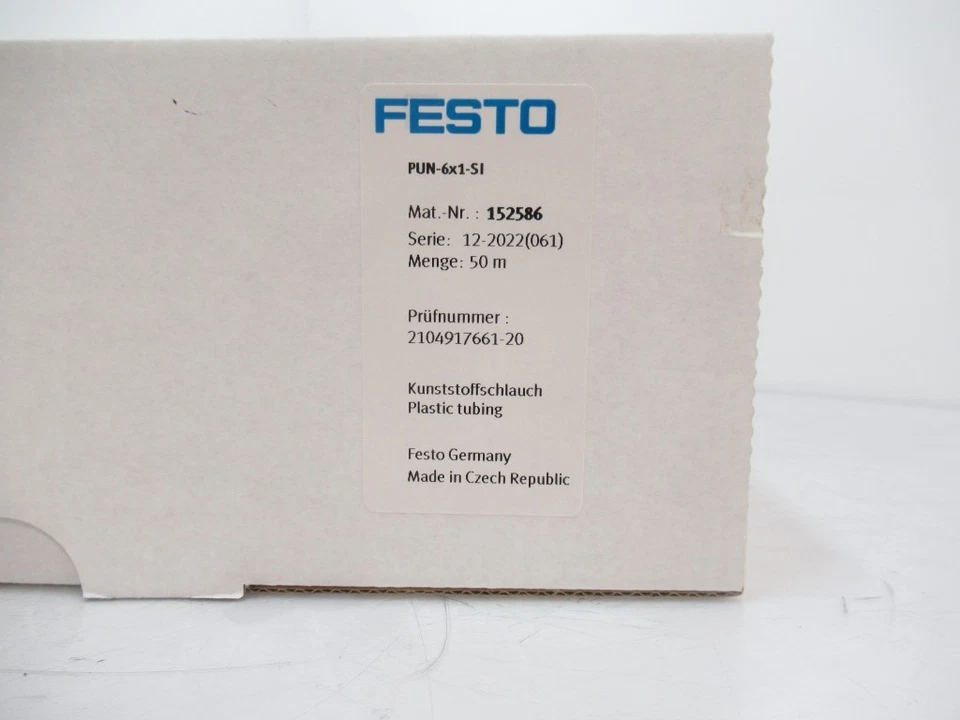 FESTO
PUN-6x1-SI
Mat.-Nr. : 152586
Serie: 12-2022(061)
Menge: 50 m
Prüfnummer :
2104917661-20
Kunststoffschlauch
Plastic tubing
Festo Germany
Made in Czech Republic